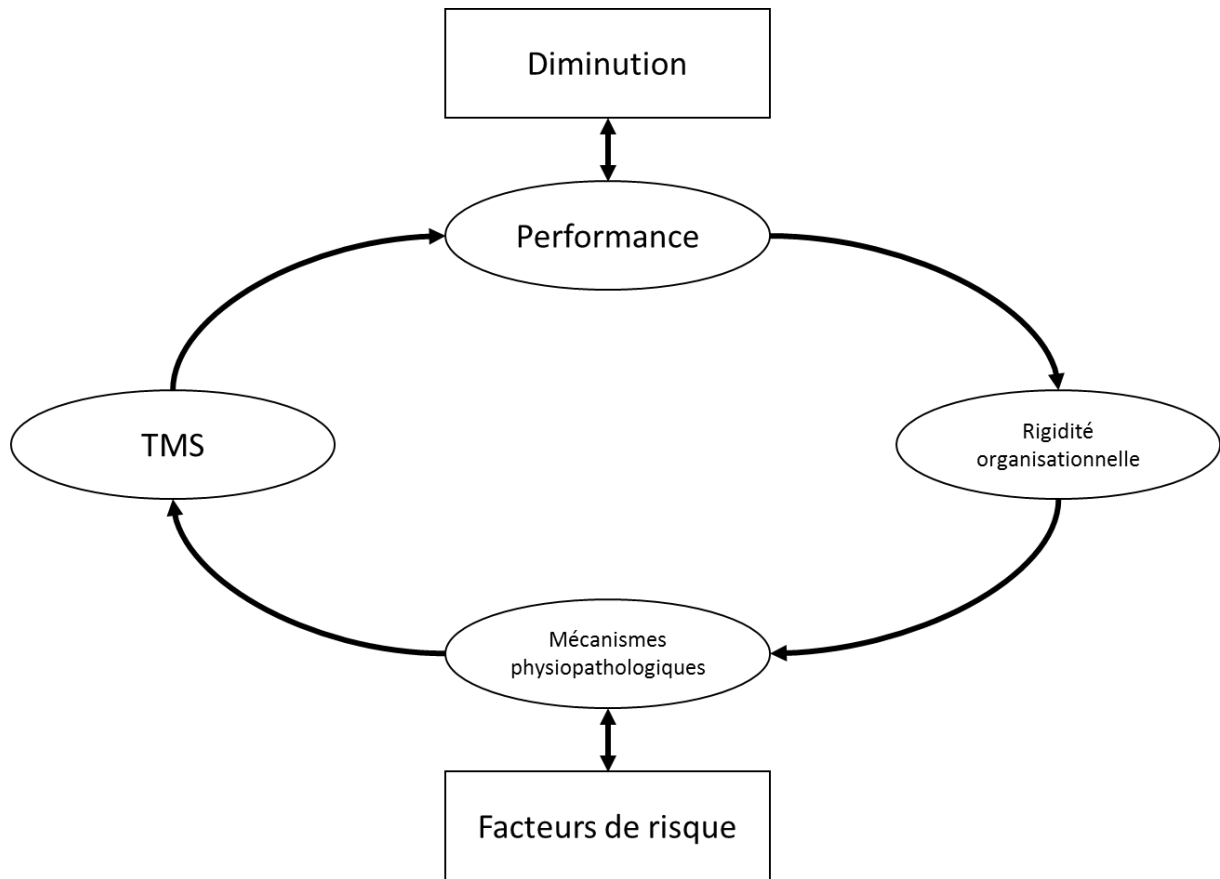 Diminution
Performance
TMS
Rigidité
organisationnelle
Mécanismes
physiopathologiques
Facteurs de risque